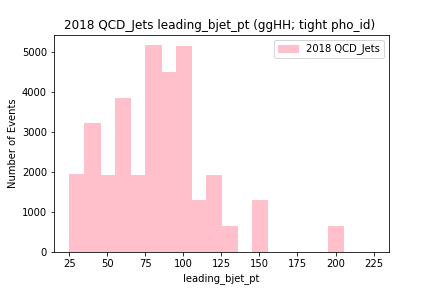 2018 QCD_Jets leading_bjet_pt (ggHH; tight pho_id)
2018 QCD_Jets
Number of Events
5000
4000
3000
2000
1000
0
25 50 75 100 125 150 175 200 225
leading_bjet_pt